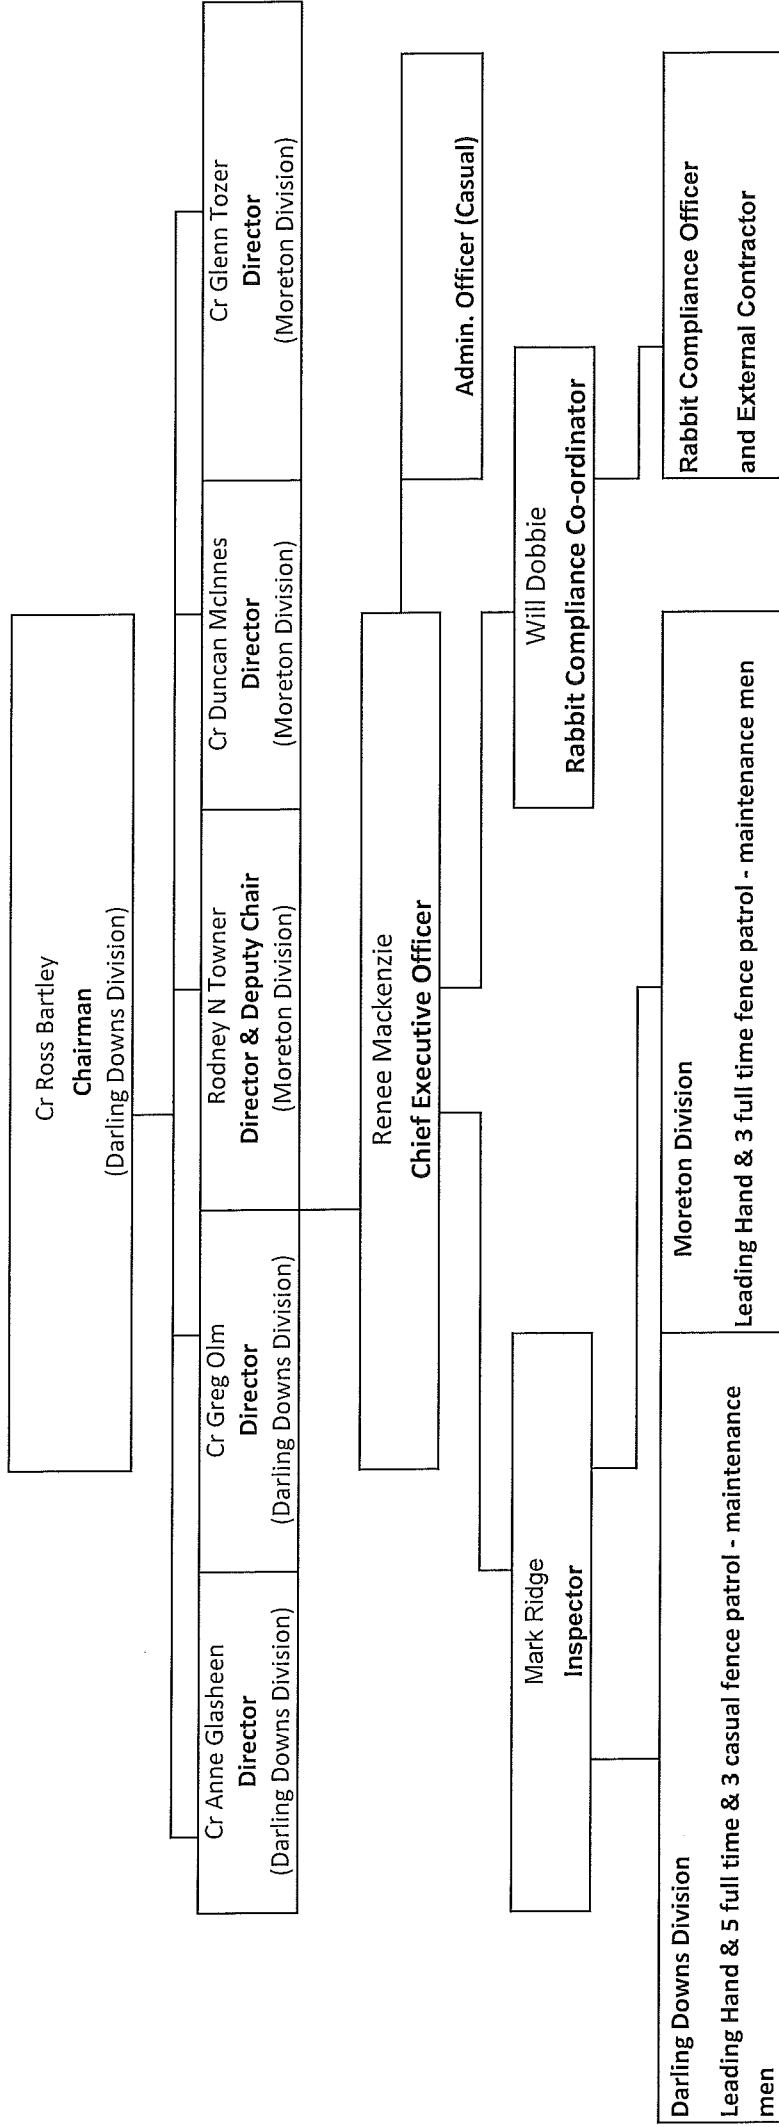 Cr Ross Bartley
Chairman
(Darling Downs Division)
Cr Anne Glasheen
Director
(Darling Downs Division)
Cr Greg Olm
Director
(Darling Downs Division)
Rodney N Towner
Director & Deputy Chair
(Moreton Division)
Cr Duncan McInnes
Director
(Moreton Division)
Cr Glenn Tozer
Director
(Moreton Division)
Renee Mackenzie
Chief Executive Officer
Admin. Officer (Casual)
Mark Ridge
Inspector
Will Dobbie
Rabbit Compliance Co-ordinator
Darling Downs Division
Leading Hand & 5 full time & 3 casual fence patrol - maintenance
men
Moreton Division
Leading Hand & 3 full time fence patrol - maintenance men
Rabbit Compliance Officer
and External Contractor